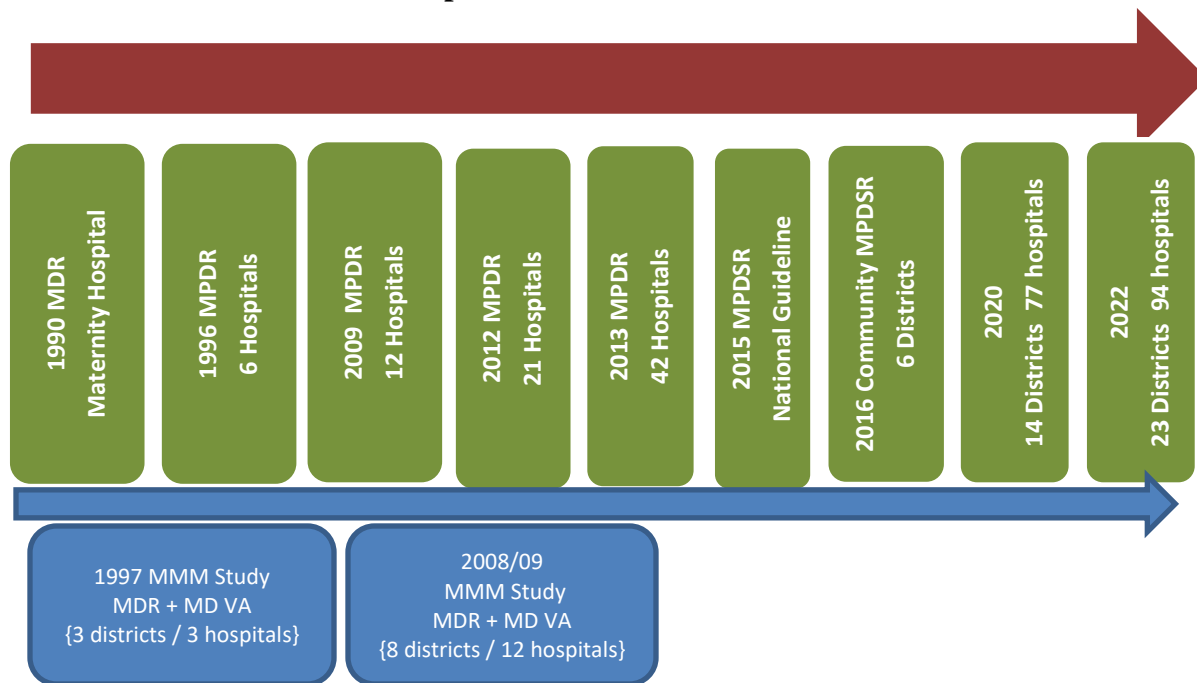 1990 MDR
Maternity Hospital
1996 MPDR
6 Hospitals
2009 MPDR
12 Hospitals
2012 MPDR
21 Hospitals
2013 MPDR
42 Hospitals
2015 MPDSR
National Guideline
2016 Community MPDSR
6 Districts
2020
14 Districts 77 hospitals
2022
23 Districts 94 hospitals
1997 MMM Study
MDR + MD VA
{3 districts / 3 hospitals}
2008/09
MMM Study
MDR + MD VA
{8 districts / 12 hospitals}